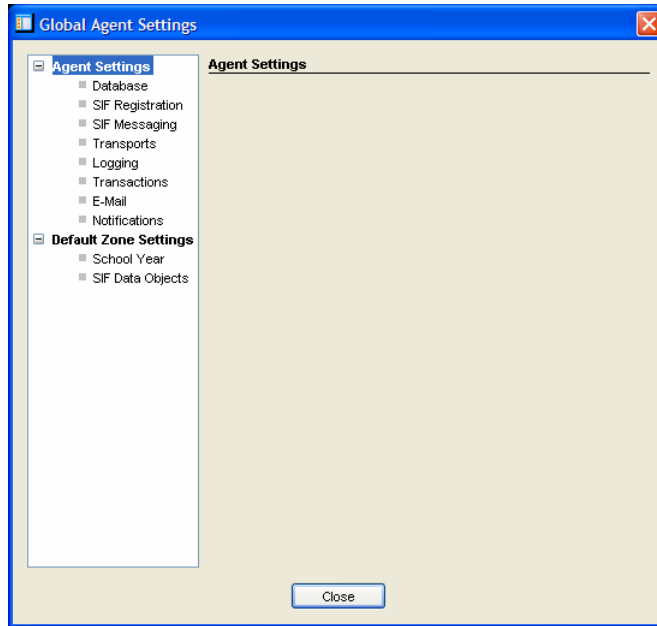 Global Agent Settings
Agent Settings
Database
SIF Registration
SIF Messaging
Transports
Logging
Transactions
E-Mail
Notifications
Default Zone Settings
School Year
SIF Data Objects
Agent Settings
Close